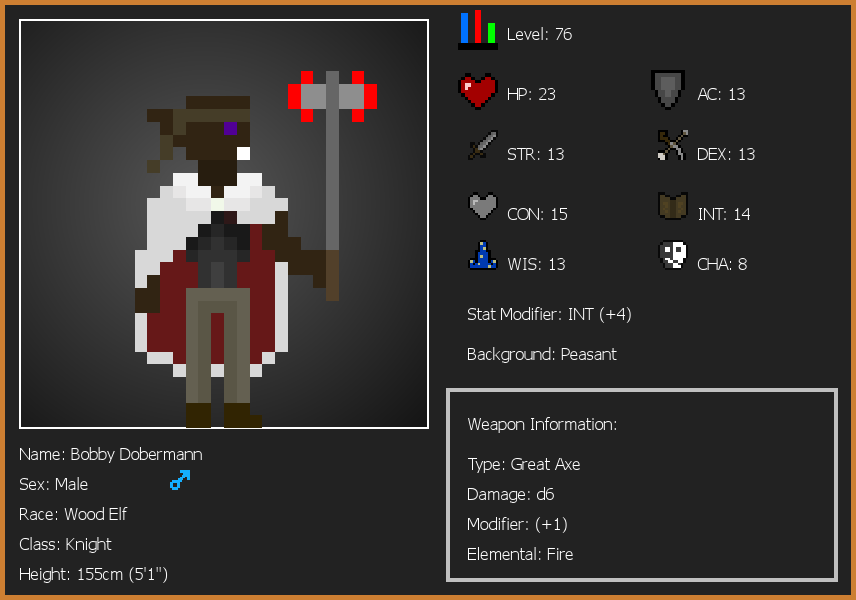 Level: 76
HP: 23
AC: 13
STR: 13
DEX: 13
CON: 15
INT: 14
WIS: 13
CHA: 8
Stat Modifier: INT (+4)
Background: Peasant
Weapon Information:
Type: Great Axe
Damage: d6
Modifier: (+1)
Elemental: Fire
Name: Bobby Dobermann
Sex: Male
Race: Wood Elf
Class: Knight
Height: 155cm (5'1")